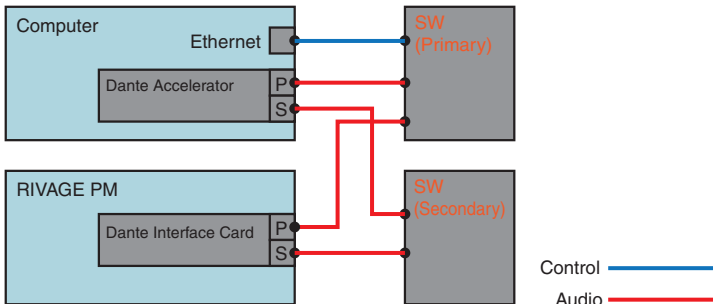 Computer
Ethernet
Dante Accelerator
P
S
SW
(Primary)
RIVAGE PM
Dante Interface Card
P
S
SW
(Secondary)
Control
Audio